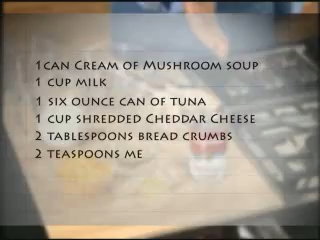 1can Cream of Mushroom soup
1 cup milk
1 six ounce can of tuna
1 cup shredded Cheddar Cheese
2 tablespoons bread crumbs
2 teaspoons me